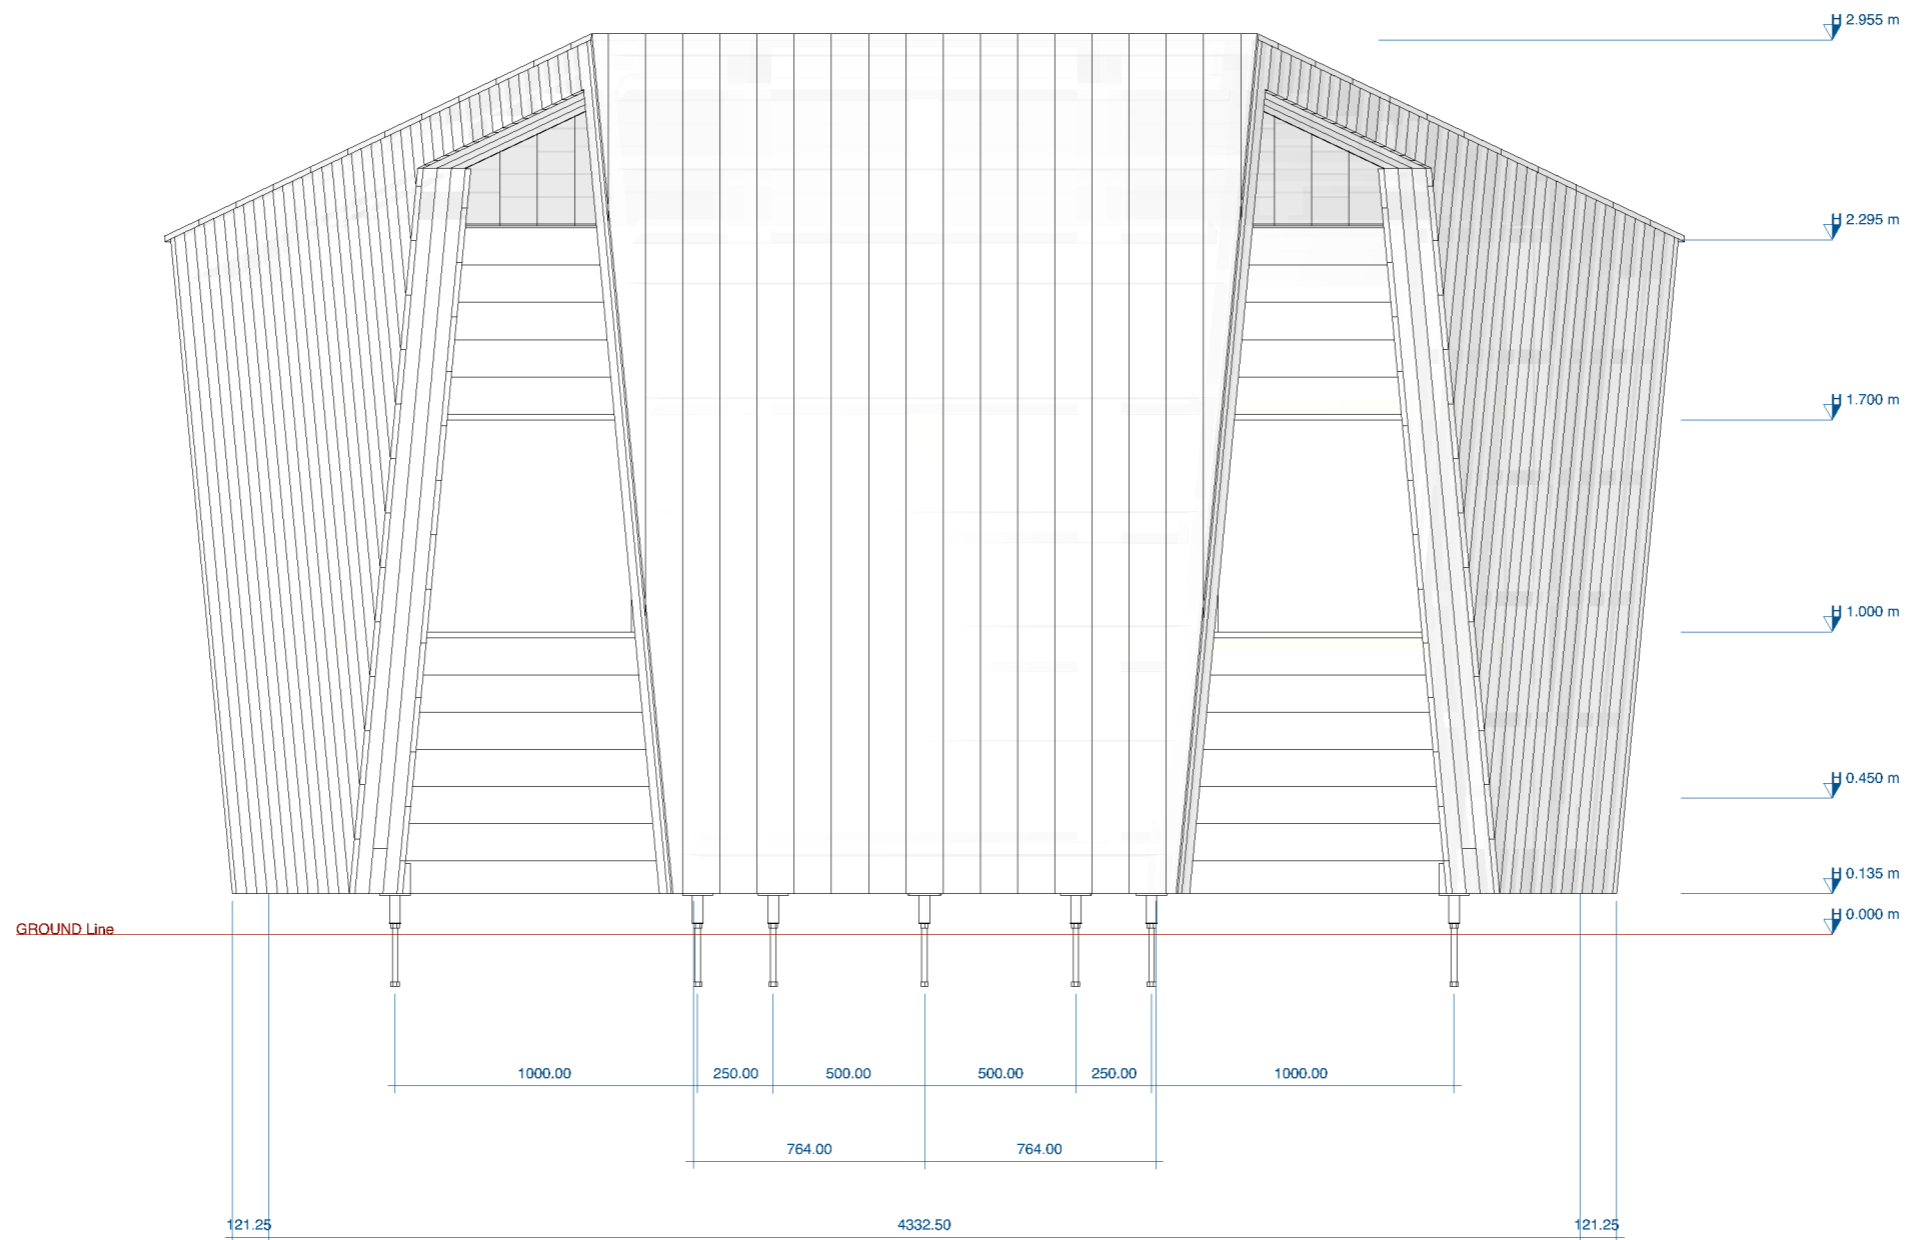 H 2.955 m
H 2.295 m
H 1.700 m
H 1.000 m
H 0.450 m
H 0.135 m
H 0.000 m
GROUND Line
1000.00 250.00 500.00 500.00 250.00 1000.00
764.00 764.00
121.25 4332.50 121.25